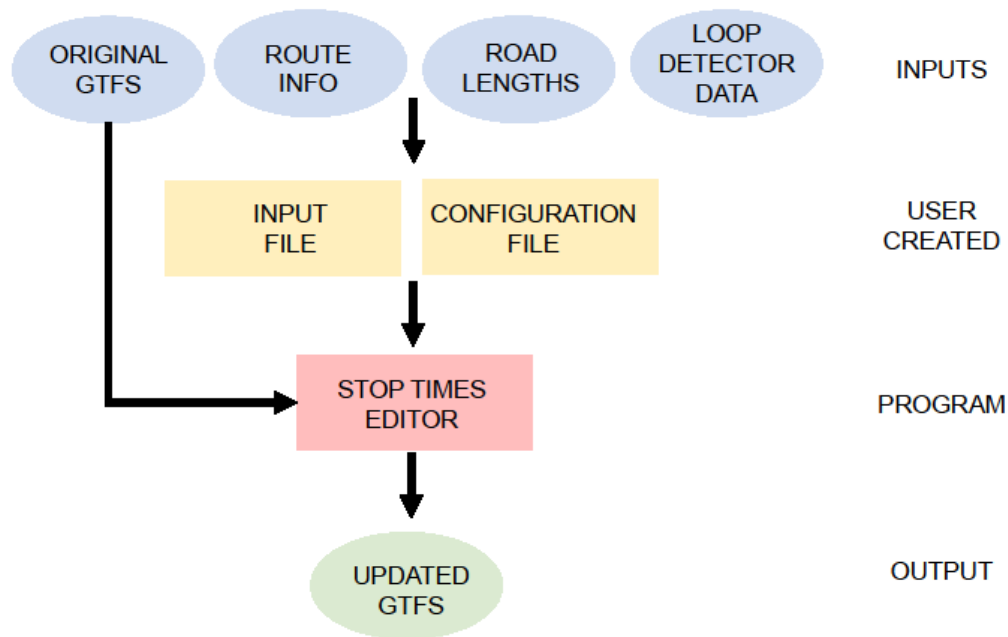 ORIGINAL
GTFS
ROUTE
INFO
ROAD
LENGTHS
LOOP
DETECTOR
DATA
INPUTS
INPUT
FILE
CONFIGURATION
FILE
USER
CREATED
STOP TIMES
EDITOR
PROGRAM
UPDATED
GTFS
OUTPUT